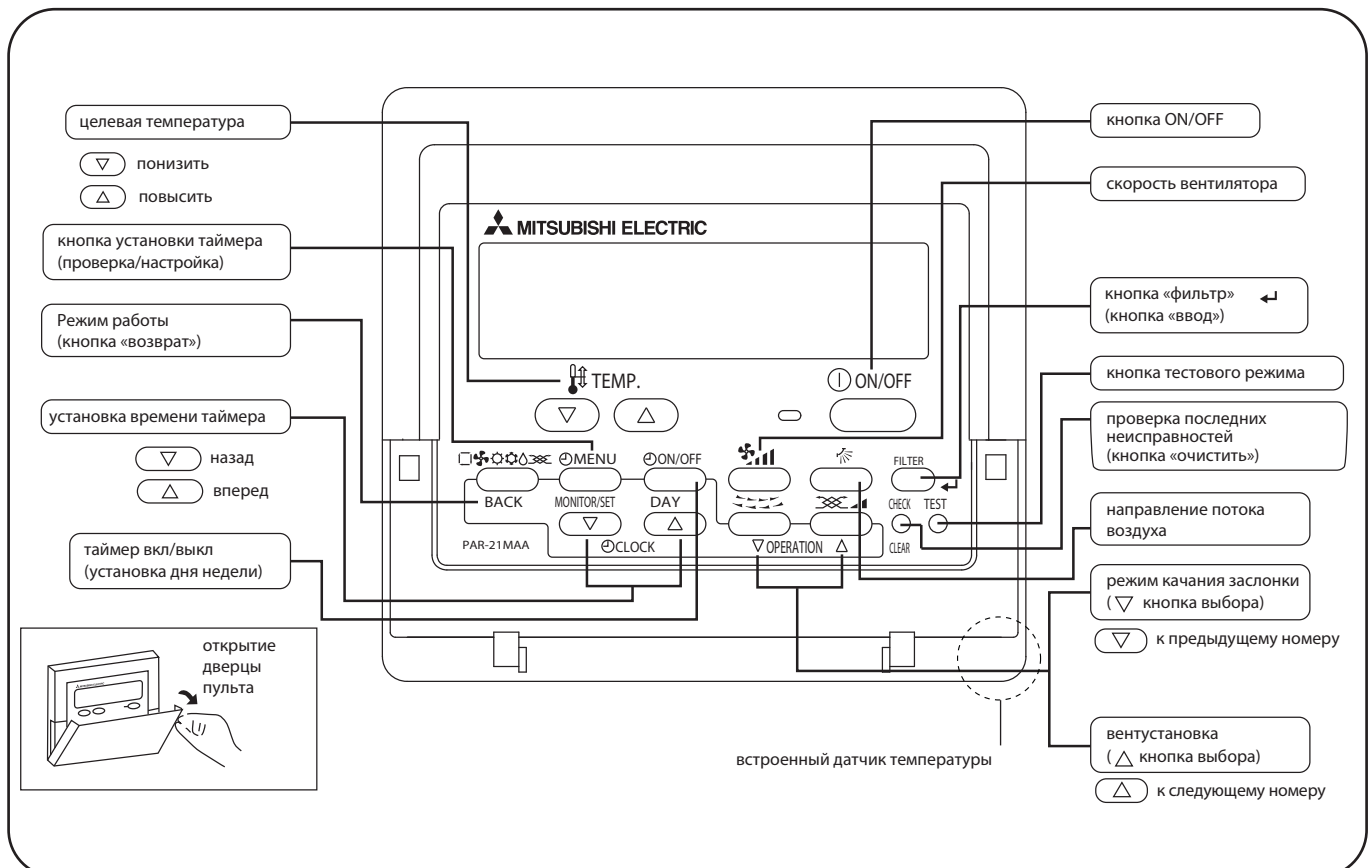 целевая температура
понизить
повысить
кнопка установки таймера
(проверка/настройка)
Режим работы
(кнопка «возврат»)
установка времени таймера
назад
вперед
таймер вкл/выкл
(установка дня недели)
открытие
дверцы
пульта
MITSUBISHI ELECTRIC
TEMP.
ON/OFF
MENU
ON/OFF
FILTER
BACK
MONITOR/SET
DAY
CHECK
TEST
PAR-21MAA
CLOCK
OPERATION
CLEAR
встроенный датчик температуры
кнопка ON/OFF
скорость вентилятора
кнопка «фильтр»
(кнопка «ввод»)
кнопка тестового режима
проверка последних
неисправностей
(кнопка «очистить»)
направление потока
воздуха
режим качания заслонки
( ▽ кнопка выбора)
к предыдущему номеру
вентустановка
( △ кнопка выбора)
к следующему номеру